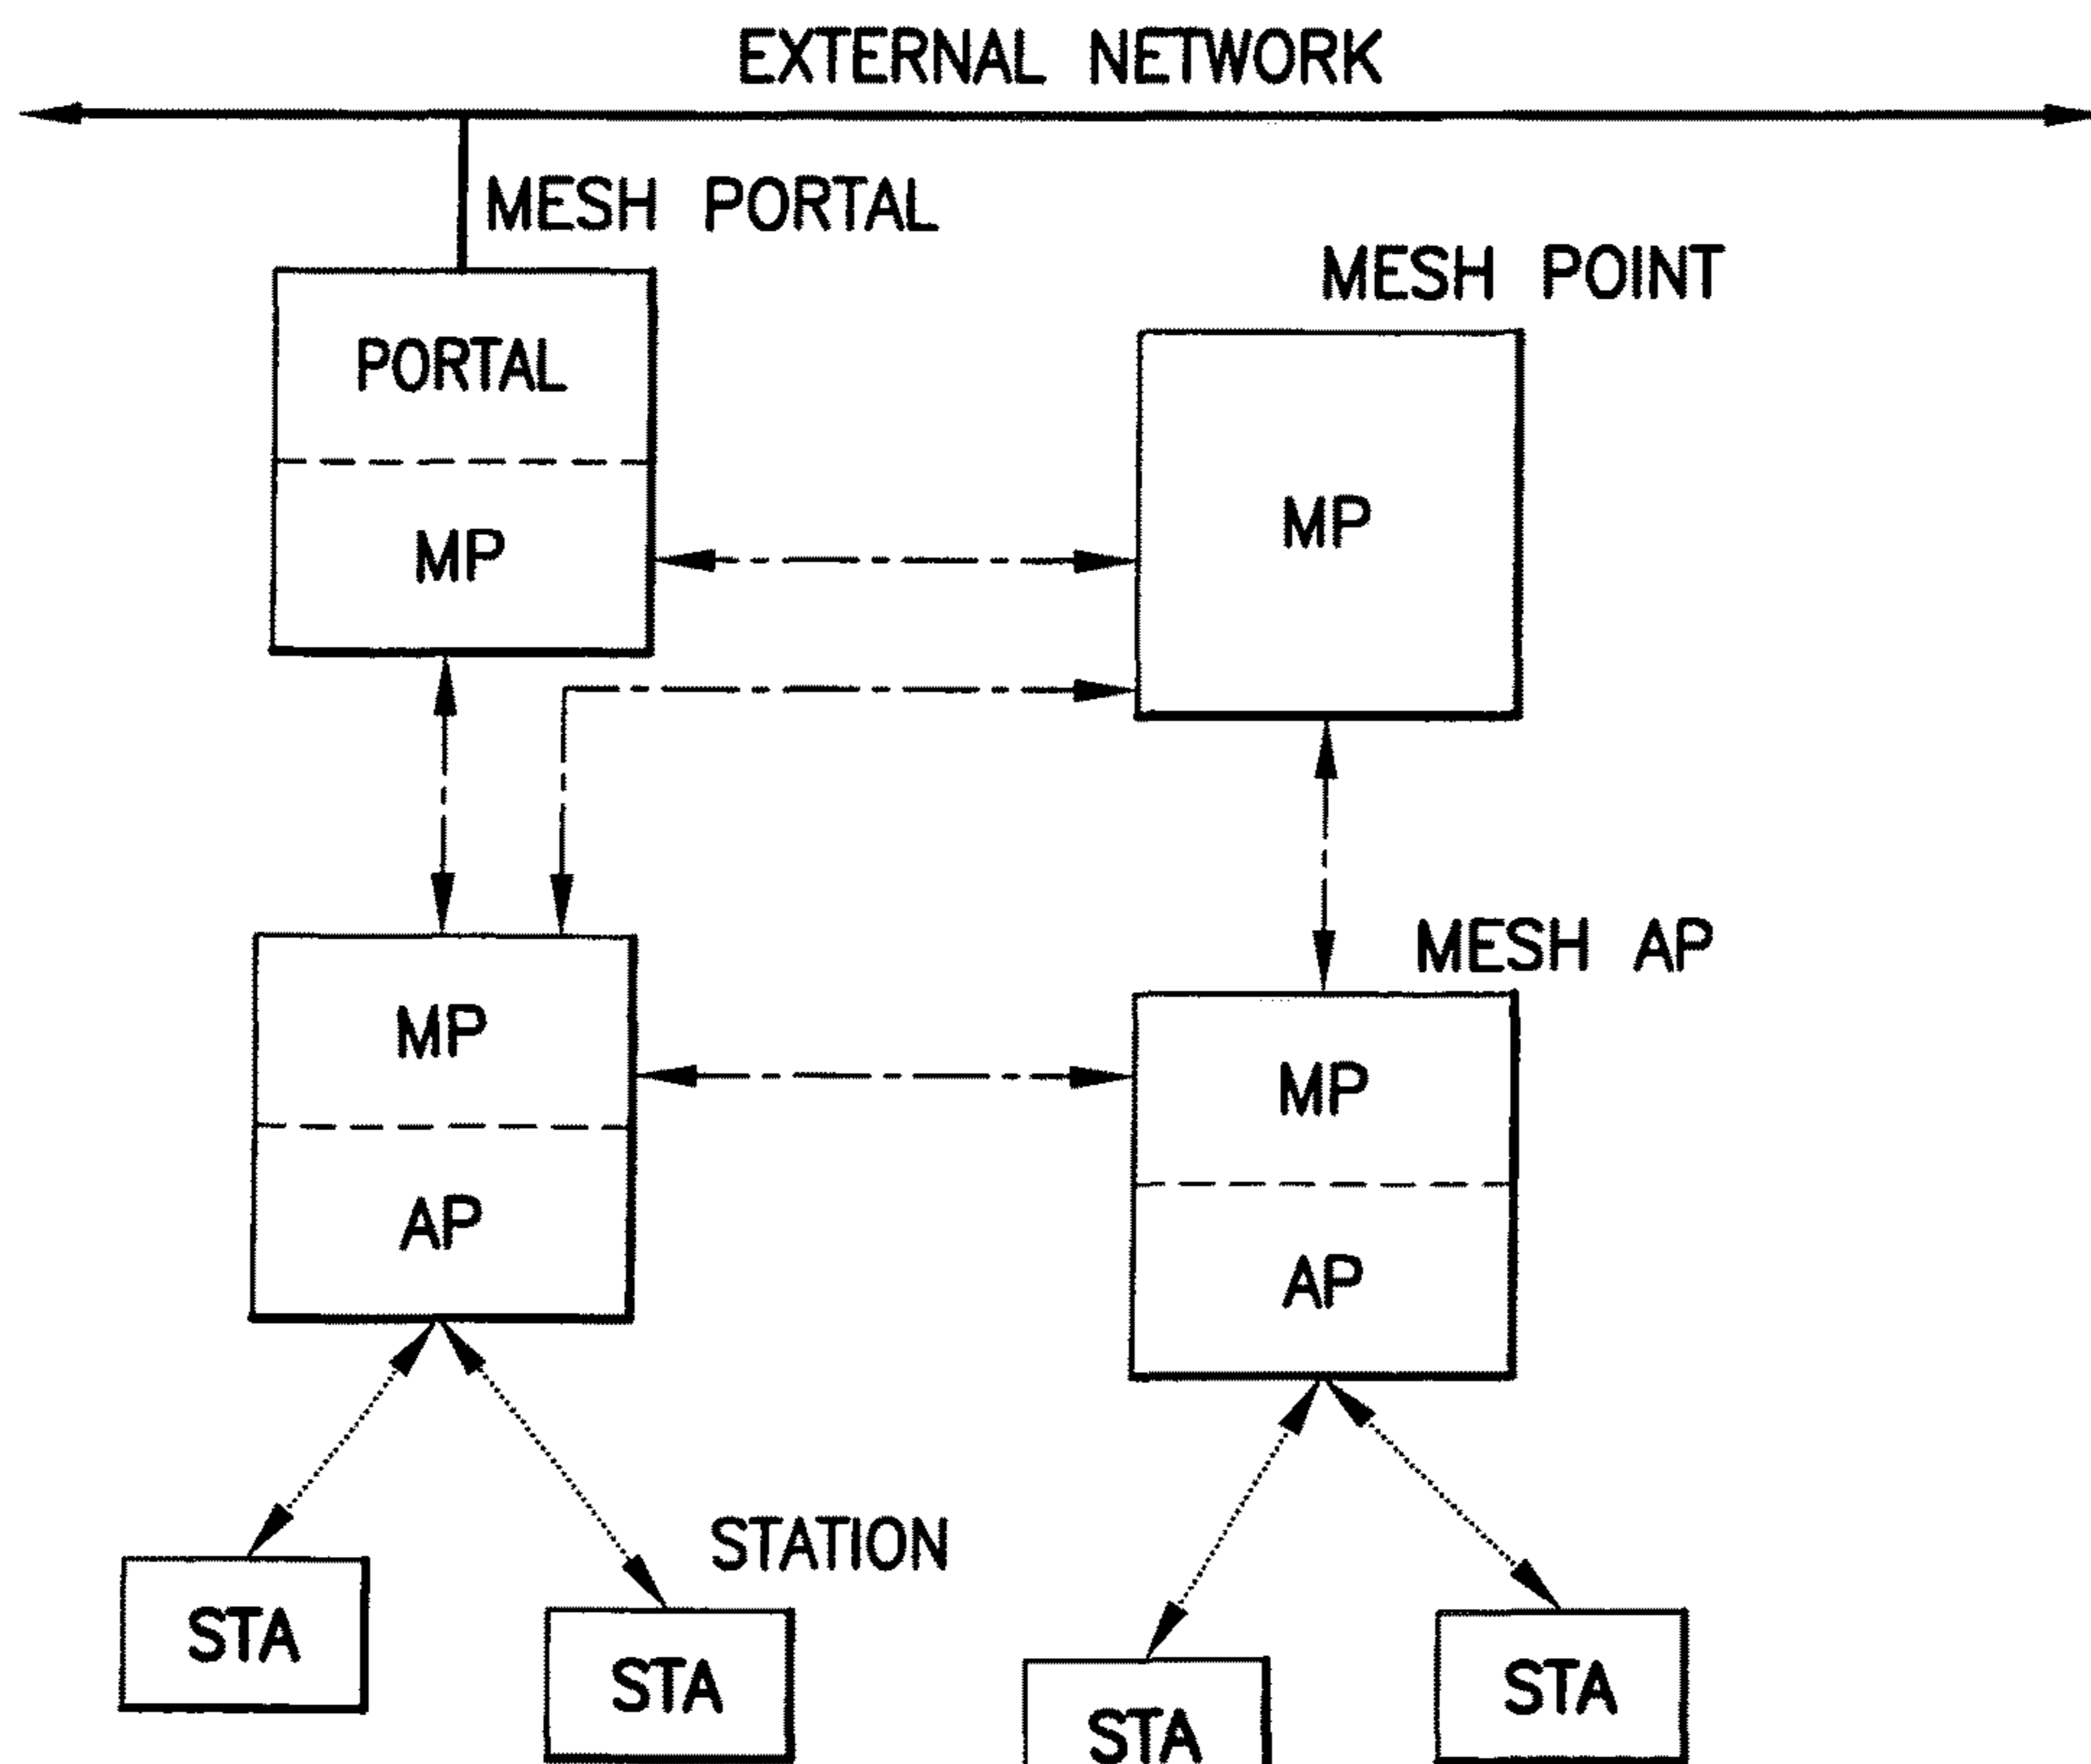 EXTERNAL NETWORK
MESH PORTAL
MESH POINT
PORTAL
MP
MP
MESH AP
MP
MP
AP
AP
STATION
STA
STA
STA
STA